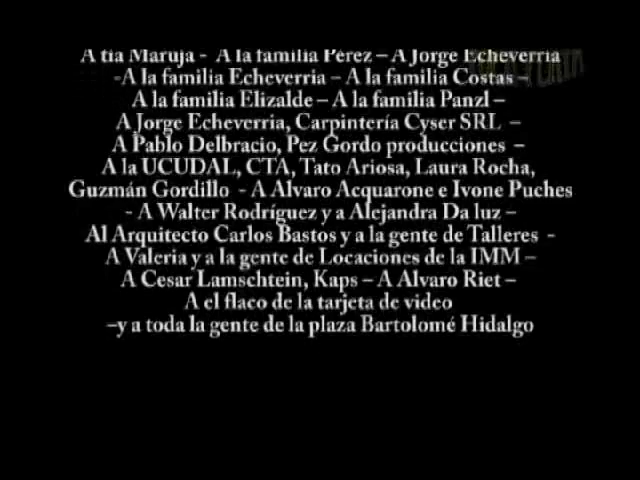 A tía Maruja - A la familia Pérez – A Jorge Echeverria
-A la familia Echeverria – A la familia Costas –
A la familia Elizalde – A la familia Panzl –
A Jorge Echeverria, Carpintería Cyser SRL –
A Pablo Delbracio, Pez Gordo producciones –
A la UCUDAL, CTA, Tato Ariosa, Laura Rocha,
Guzmán Gordillo - A Alvaro Acquarone e Ivone Puches
- A Walter Rodríguez y a Alejandra Da luz –
Al Arquitecto Carlos Bastos y a la gente de Talleres -
A Valeria y a la gente de Locaciones de la IMM –
A Cesar Lamschtein, Kaps – A Alvaro Riet –
A el flaco de la tarjeta de video
–y a toda la gente de la plaza Bartolomé Hidalgo